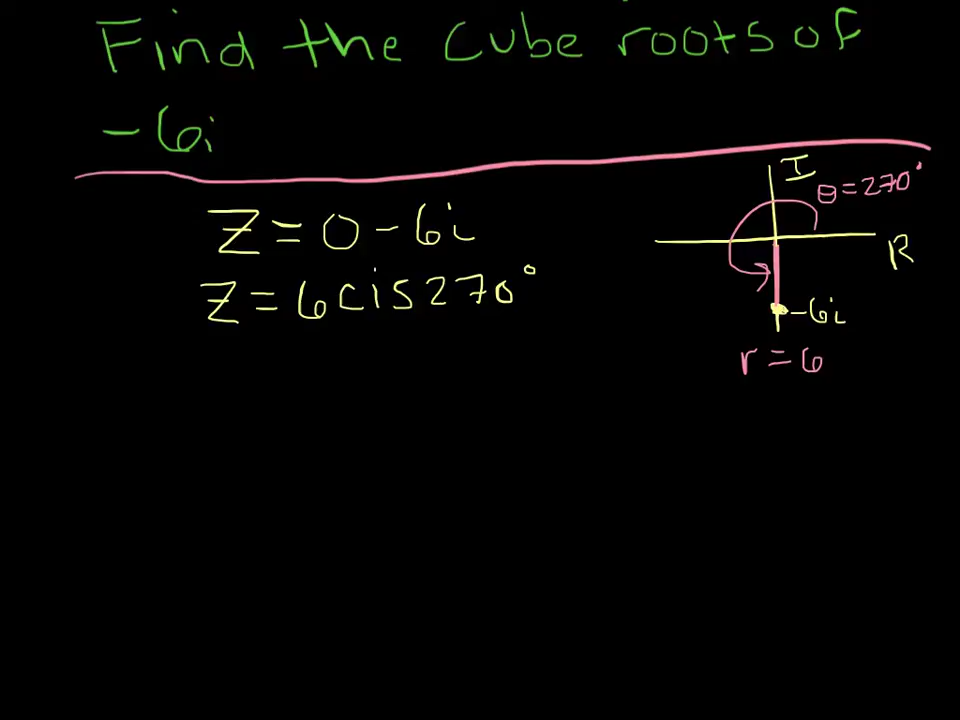 Find the cube roots of
-6i
I
θ=270°
Z=0-6i
R
Z=6cis270°
-6i
r=6